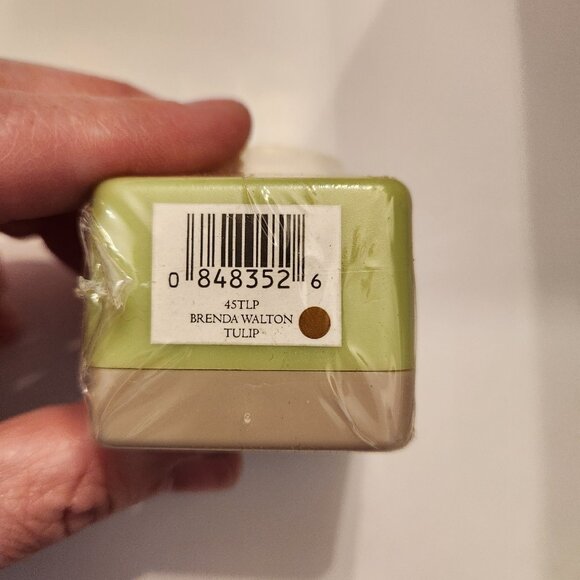 0 848352 6
45TLP
BRENDA WALTON
TULIP